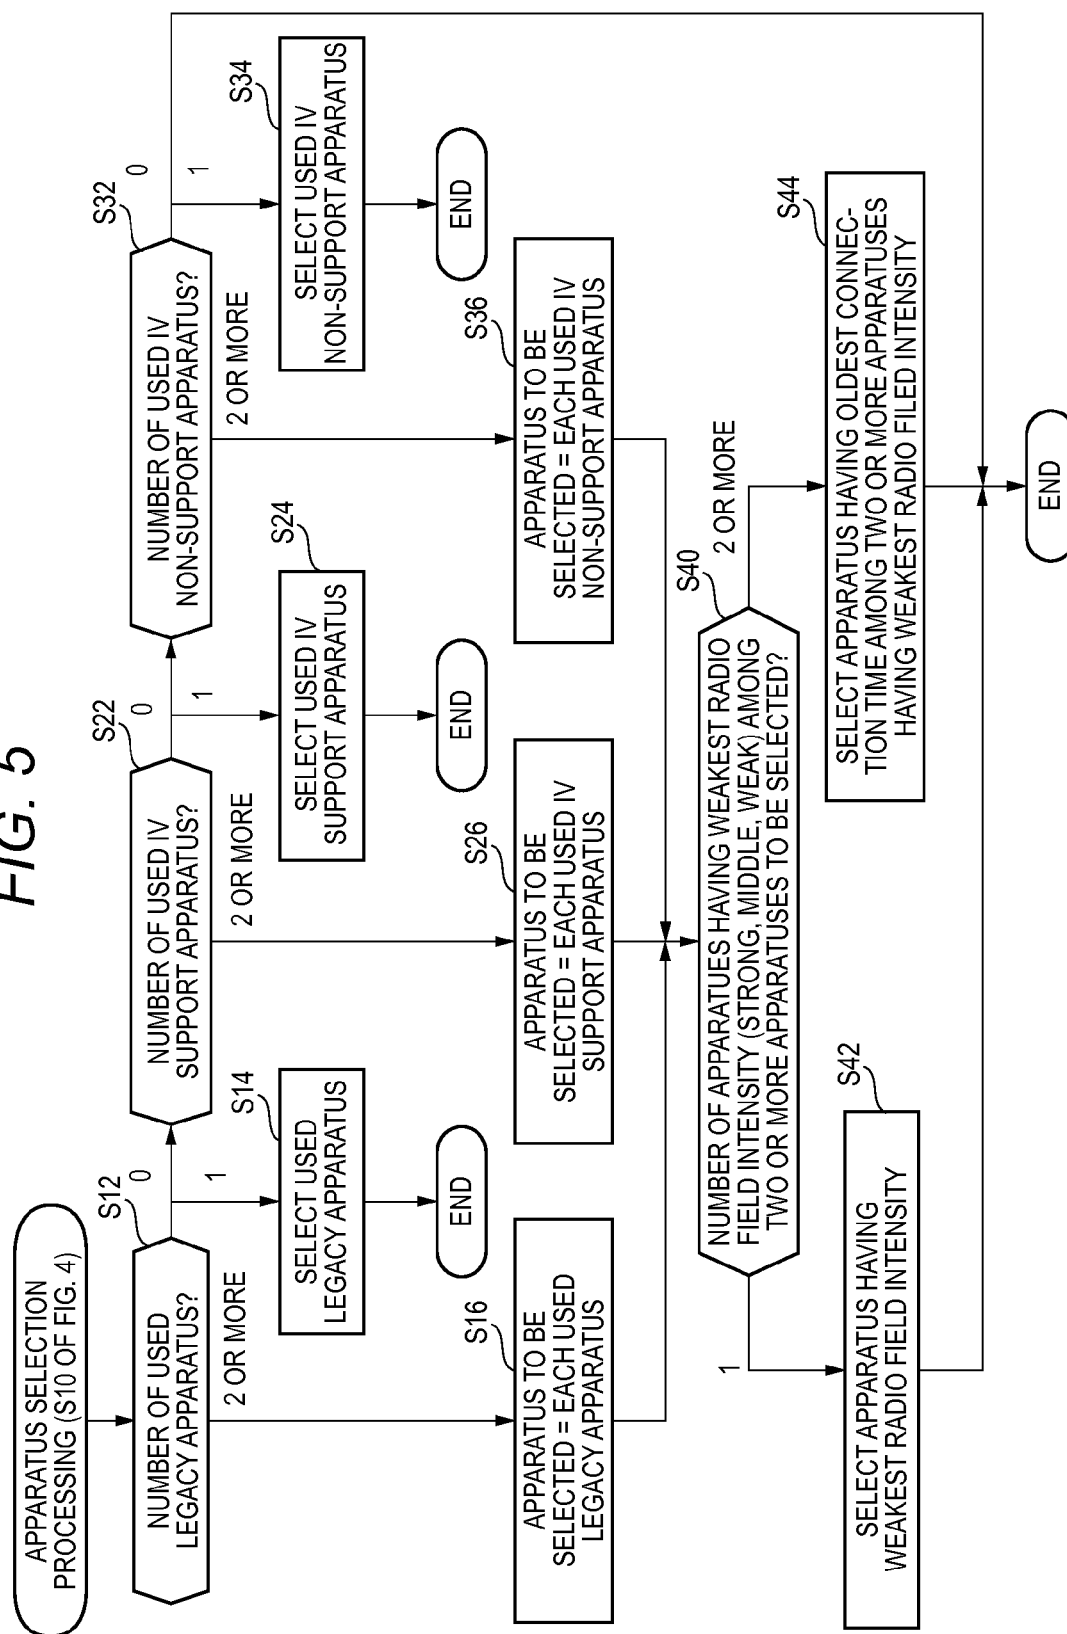 FIG. 5
APPARATUS SELECTION
PROCESSING (S10 OF FIG. 4)
S12
NUMBER OF USED
LEGACY APPARATUS?
0
1
2 OR MORE
S14
SELECT USED
LEGACY APPARATUS
END
S16
APPARATUS TO BE
SELECTED = EACH USED
LEGACY APPARATUS
S22
NUMBER OF USED IV
SUPPORT APPARATUS?
0
1
2 OR MORE
S24
SELECT USED IV
SUPPORT APPARATUS
END
S26
APPARATUS TO BE
SELECTED = EACH USED IV
SUPPORT APPARATUS
S32
NUMBER OF USED IV
NON-SUPPORT APPARATUS?
0
1
2 OR MORE
S34
SELECT USED IV
NON-SUPPORT APPARATUS
END
S36
APPARATUS TO BE
SELECTED = EACH USED IV
NON-SUPPORT APPARATUS
S40
NUMBER OF APPARATUES HAVING WEAKEST RADIO
FIELD INTENSITY (STRONG, MIDDLE, WEAK) AMONG
TWO OR MORE APPARATUSES TO BE SELECTED?
1
2 OR MORE
S42
SELECT APPARATUS HAVING
WEAKEST RADIO FIELD INTENSITY
S44
SELECT APPARATUS HAVING OLDEST CONNEC-
TION TIME AMONG TWO OR MORE APPARATUSES
HAVING WEAKEST RADIO FILED INTENSITY
END